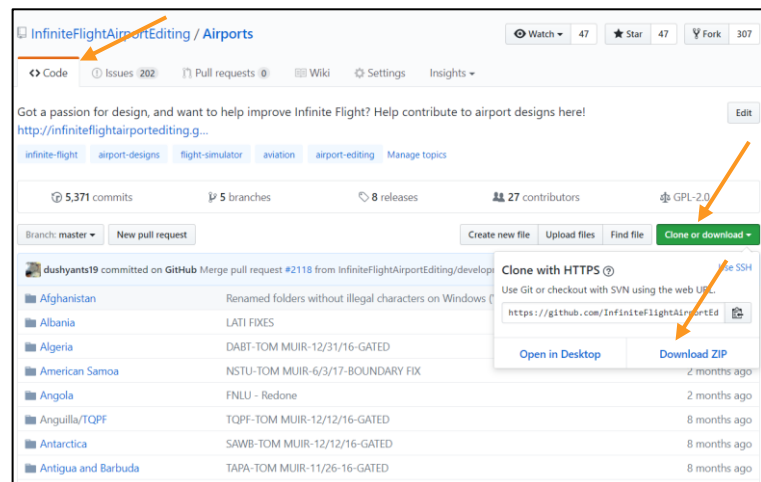 InfiniteFlightAirportEditing / Airports
Watch 47 Star 47 Fork 307
<> Code Issues 202 Pull requests 0 Wiki Settings Insights
Got a passion for design, and want to help improve Infinite Flight? Help contribute to airport designs here!
Edit
http://infiniteflightairportediting.g...
infinite-flight airport-designs flight-simulator aviation airport-editing Manage topics
5,371 commits 5 branches 8 releases 27 contributors GPL-2.0
Branch: master New pull request Create new file Upload files Find file Clone or download
dushyants19 committed on GitHub Merge pull request #2118 from InfiniteFlightAirportEditing/develop
Clone with HTTPS Use SSH
Use Git or checkout with SVN using the web URL.
https://github.com/InfiniteFlightAirportEd
Open in Desktop Download ZIP
Afghanistan Renamed folders without illegal characters on Windows
Albania LATI FIXES
Algeria DABT-TOM MUIR-12/31/16-GATED
American Samoa NSTU-TOM MUIR-6/3/17-BOUNDARY FIX 2 months ago
Angola FNLU - Redone 2 months ago
Anguilla/TQPF TQPF-TOM MUIR-12/12/16-GATED 8 months ago
Antarctica SAWB-TOM MUIR-12/12/16-GATED 8 months ago
Antigua and Barbuda TAPA-TOM MUIR-11/26-16-GATED 8 months ago